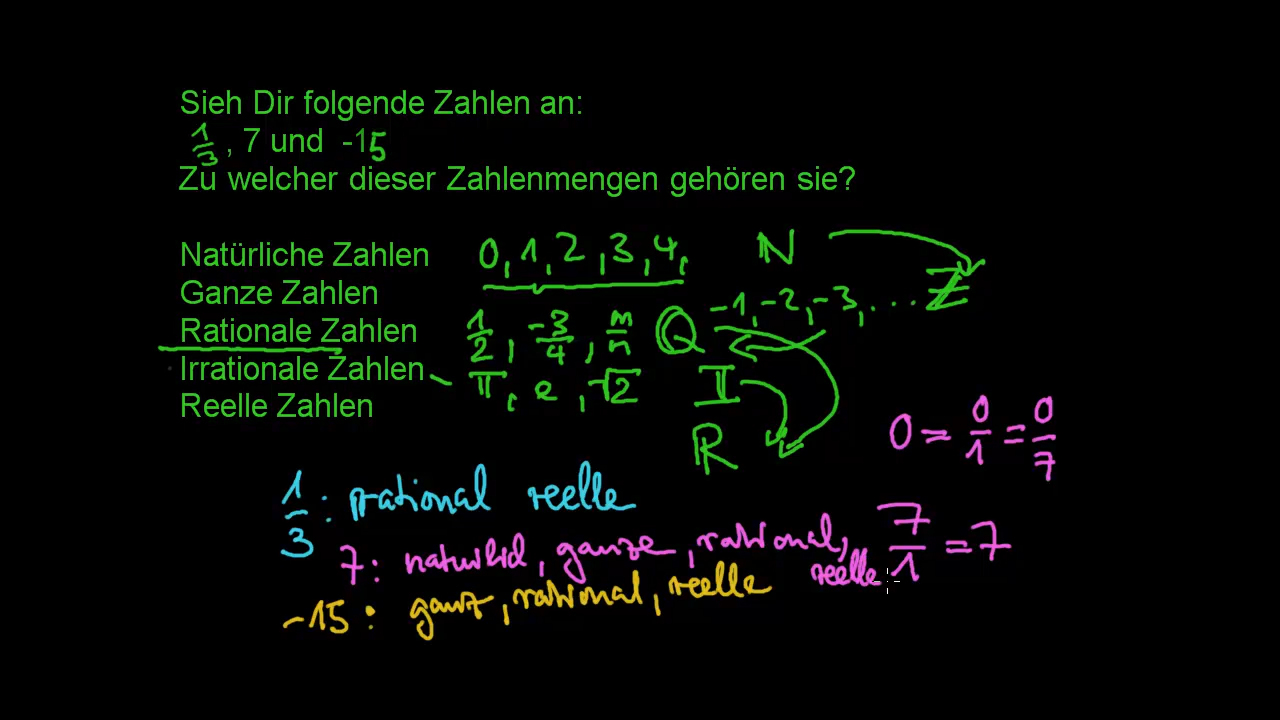 Sieh Dir folgende Zahlen an:
1/3 , 7 und -15
Zu welcher dieser Zahlenmengen gehören sie?
Natürliche Zahlen 0, 1, 2, 3, 4, N
Ganze Zahlen -1, -2, -3, ... Z
Rationale Zahlen 1/2, -3/4, m/n Q
Irrationale Zahlen π, e, √2 I
Reelle Zahlen R
0 = 0/1 = 0/7
1/3: rational reelle
7: natürlich, ganze, rational, reelle 7/1 = 7
-15: ganz, rational, reelle